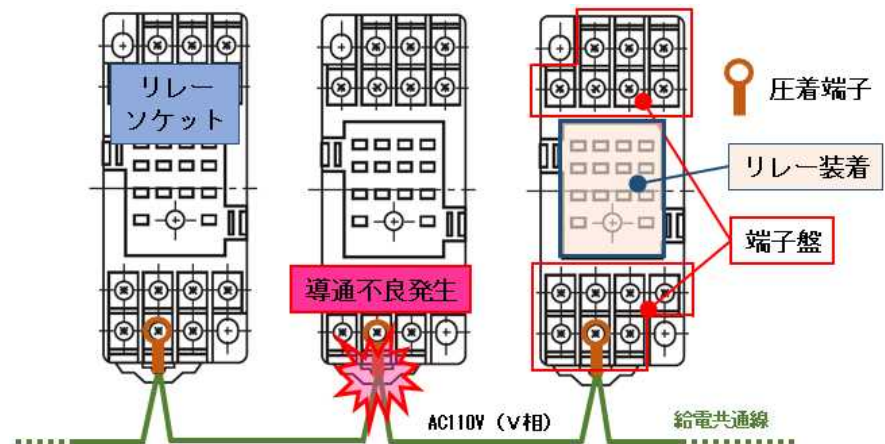 リレー
ソケット
圧着端子
リレー装着
端子盤
導通不良発生
AC110V (V相)
給電共通線